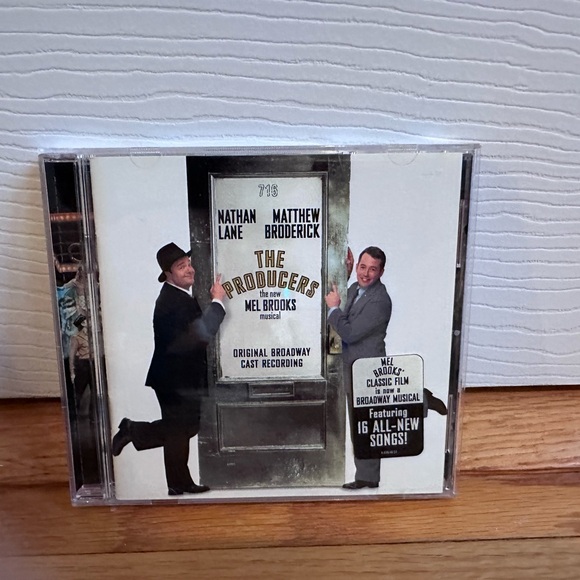 716
NATHAN MATTHEW
LANE BRODERICK
THE
PRODUCERS
the new
MEL BROOKS
musical
ORIGINAL BROADWAY
CAST RECORDING
MEL
BROOKS'
CLASSIC FILM
is now a
BROADWAY MUSICAL
Featuring
16 ALL-NEW
SONGS!